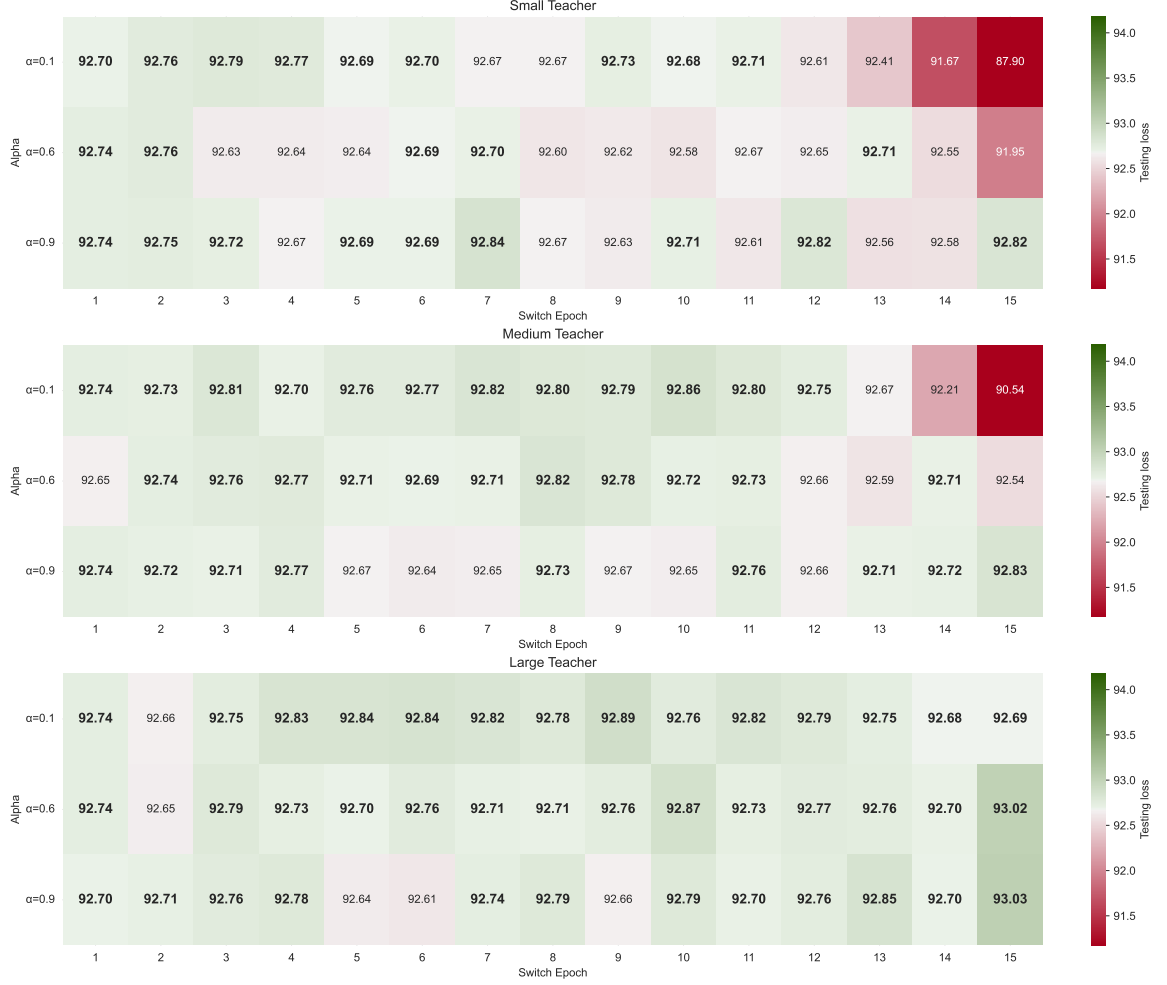 Small Teacher
α=0.1 92.70 92.76 92.79 92.77 92.69 92.70 92.67 92.67 92.73 92.68 92.71 92.61 92.41 91.67 87.90
α=0.6 92.74 92.76 92.63 92.64 92.64 92.69 92.70 92.60 92.62 92.58 92.67 92.65 92.71 92.55 91.95
α=0.9 92.74 92.75 92.72 92.67 92.69 92.69 92.84 92.67 92.63 92.71 92.61 92.82 92.56 92.58 92.82
Alpha
1 2 3 4 5 6 7 8 9 10 11 12 13 14 15
Switch Epoch
94.0
93.5
93.0
92.5
92.0
91.5
Testing loss
Medium Teacher
α=0.1 92.74 92.73 92.81 92.70 92.76 92.77 92.82 92.80 92.79 92.86 92.80 92.75 92.67 92.21 90.54
α=0.6 92.65 92.74 92.76 92.77 92.71 92.69 92.71 92.82 92.78 92.72 92.73 92.66 92.59 92.71 92.54
α=0.9 92.74 92.72 92.71 92.77 92.67 92.64 92.65 92.73 92.67 92.65 92.76 92.66 92.71 92.72 92.83
Alpha
1 2 3 4 5 6 7 8 9 10 11 12 13 14 15
Switch Epoch
94.0
93.5
93.0
92.5
92.0
91.5
Testing loss
Large Teacher
α=0.1 92.74 92.66 92.75 92.83 92.84 92.84 92.82 92.78 92.89 92.76 92.82 92.79 92.75 92.68 92.69
α=0.6 92.74 92.65 92.79 92.73 92.70 92.76 92.71 92.71 92.76 92.87 92.73 92.77 92.76 92.70 93.02
α=0.9 92.70 92.71 92.76 92.78 92.64 92.61 92.74 92.79 92.66 92.79 92.70 92.76 92.85 92.70 93.03
Alpha
1 2 3 4 5 6 7 8 9 10 11 12 13 14 15
Switch Epoch
94.0
93.5
93.0
92.5
92.0
91.5
Testing loss